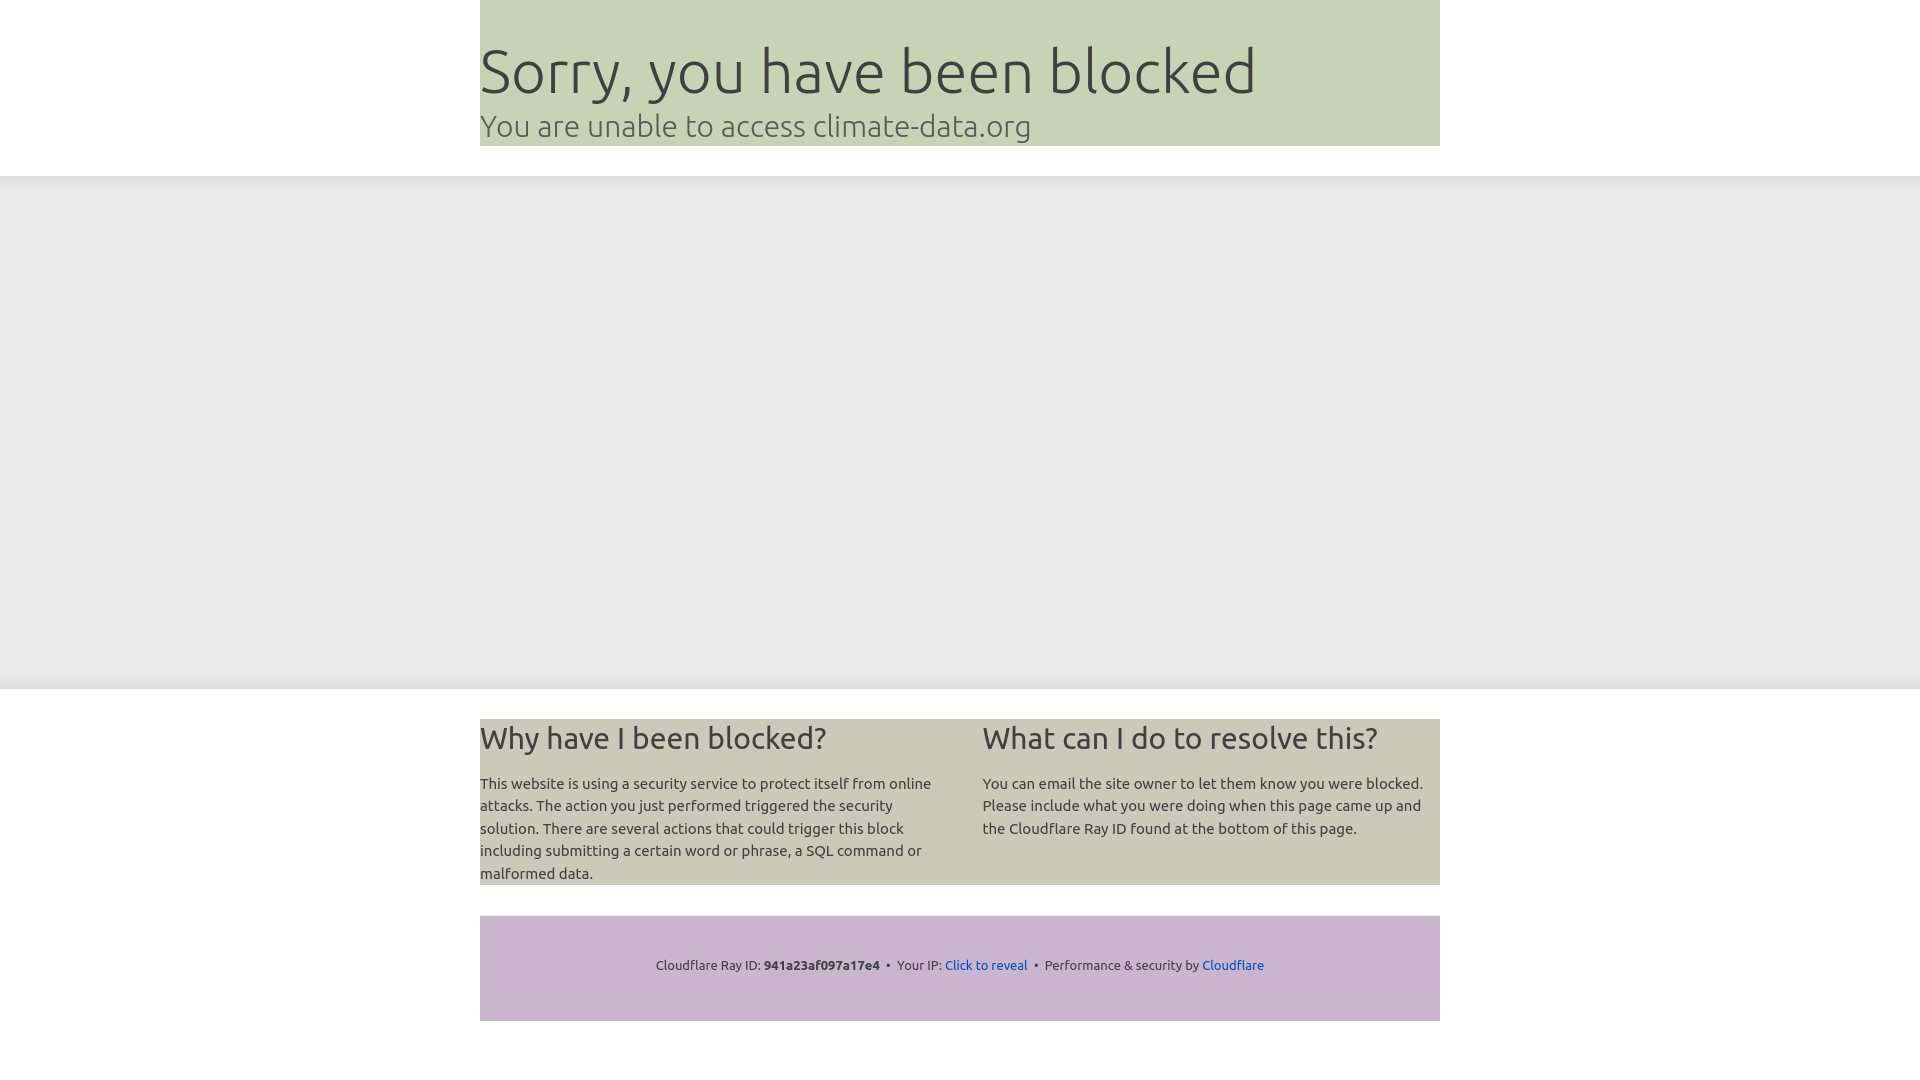 Sorry, you have been blocked
You are unable to access climate-data.org
Why have I been blocked?
This website is using a security service to protect itself from online
attacks. The action you just performed triggered the security
solution. There are several actions that could trigger this block
including submitting a certain word or phrase, a SQL command or
malformed data.
What can I do to resolve this?
You can email the site owner to let them know you were blocked.
Please include what you were doing when this page came up and
the Cloudflare Ray ID found at the bottom of this page.
Cloudflare Ray ID: 941a23af097a17e4 • Your IP: Click to reveal • Performance & security by Cloudflare